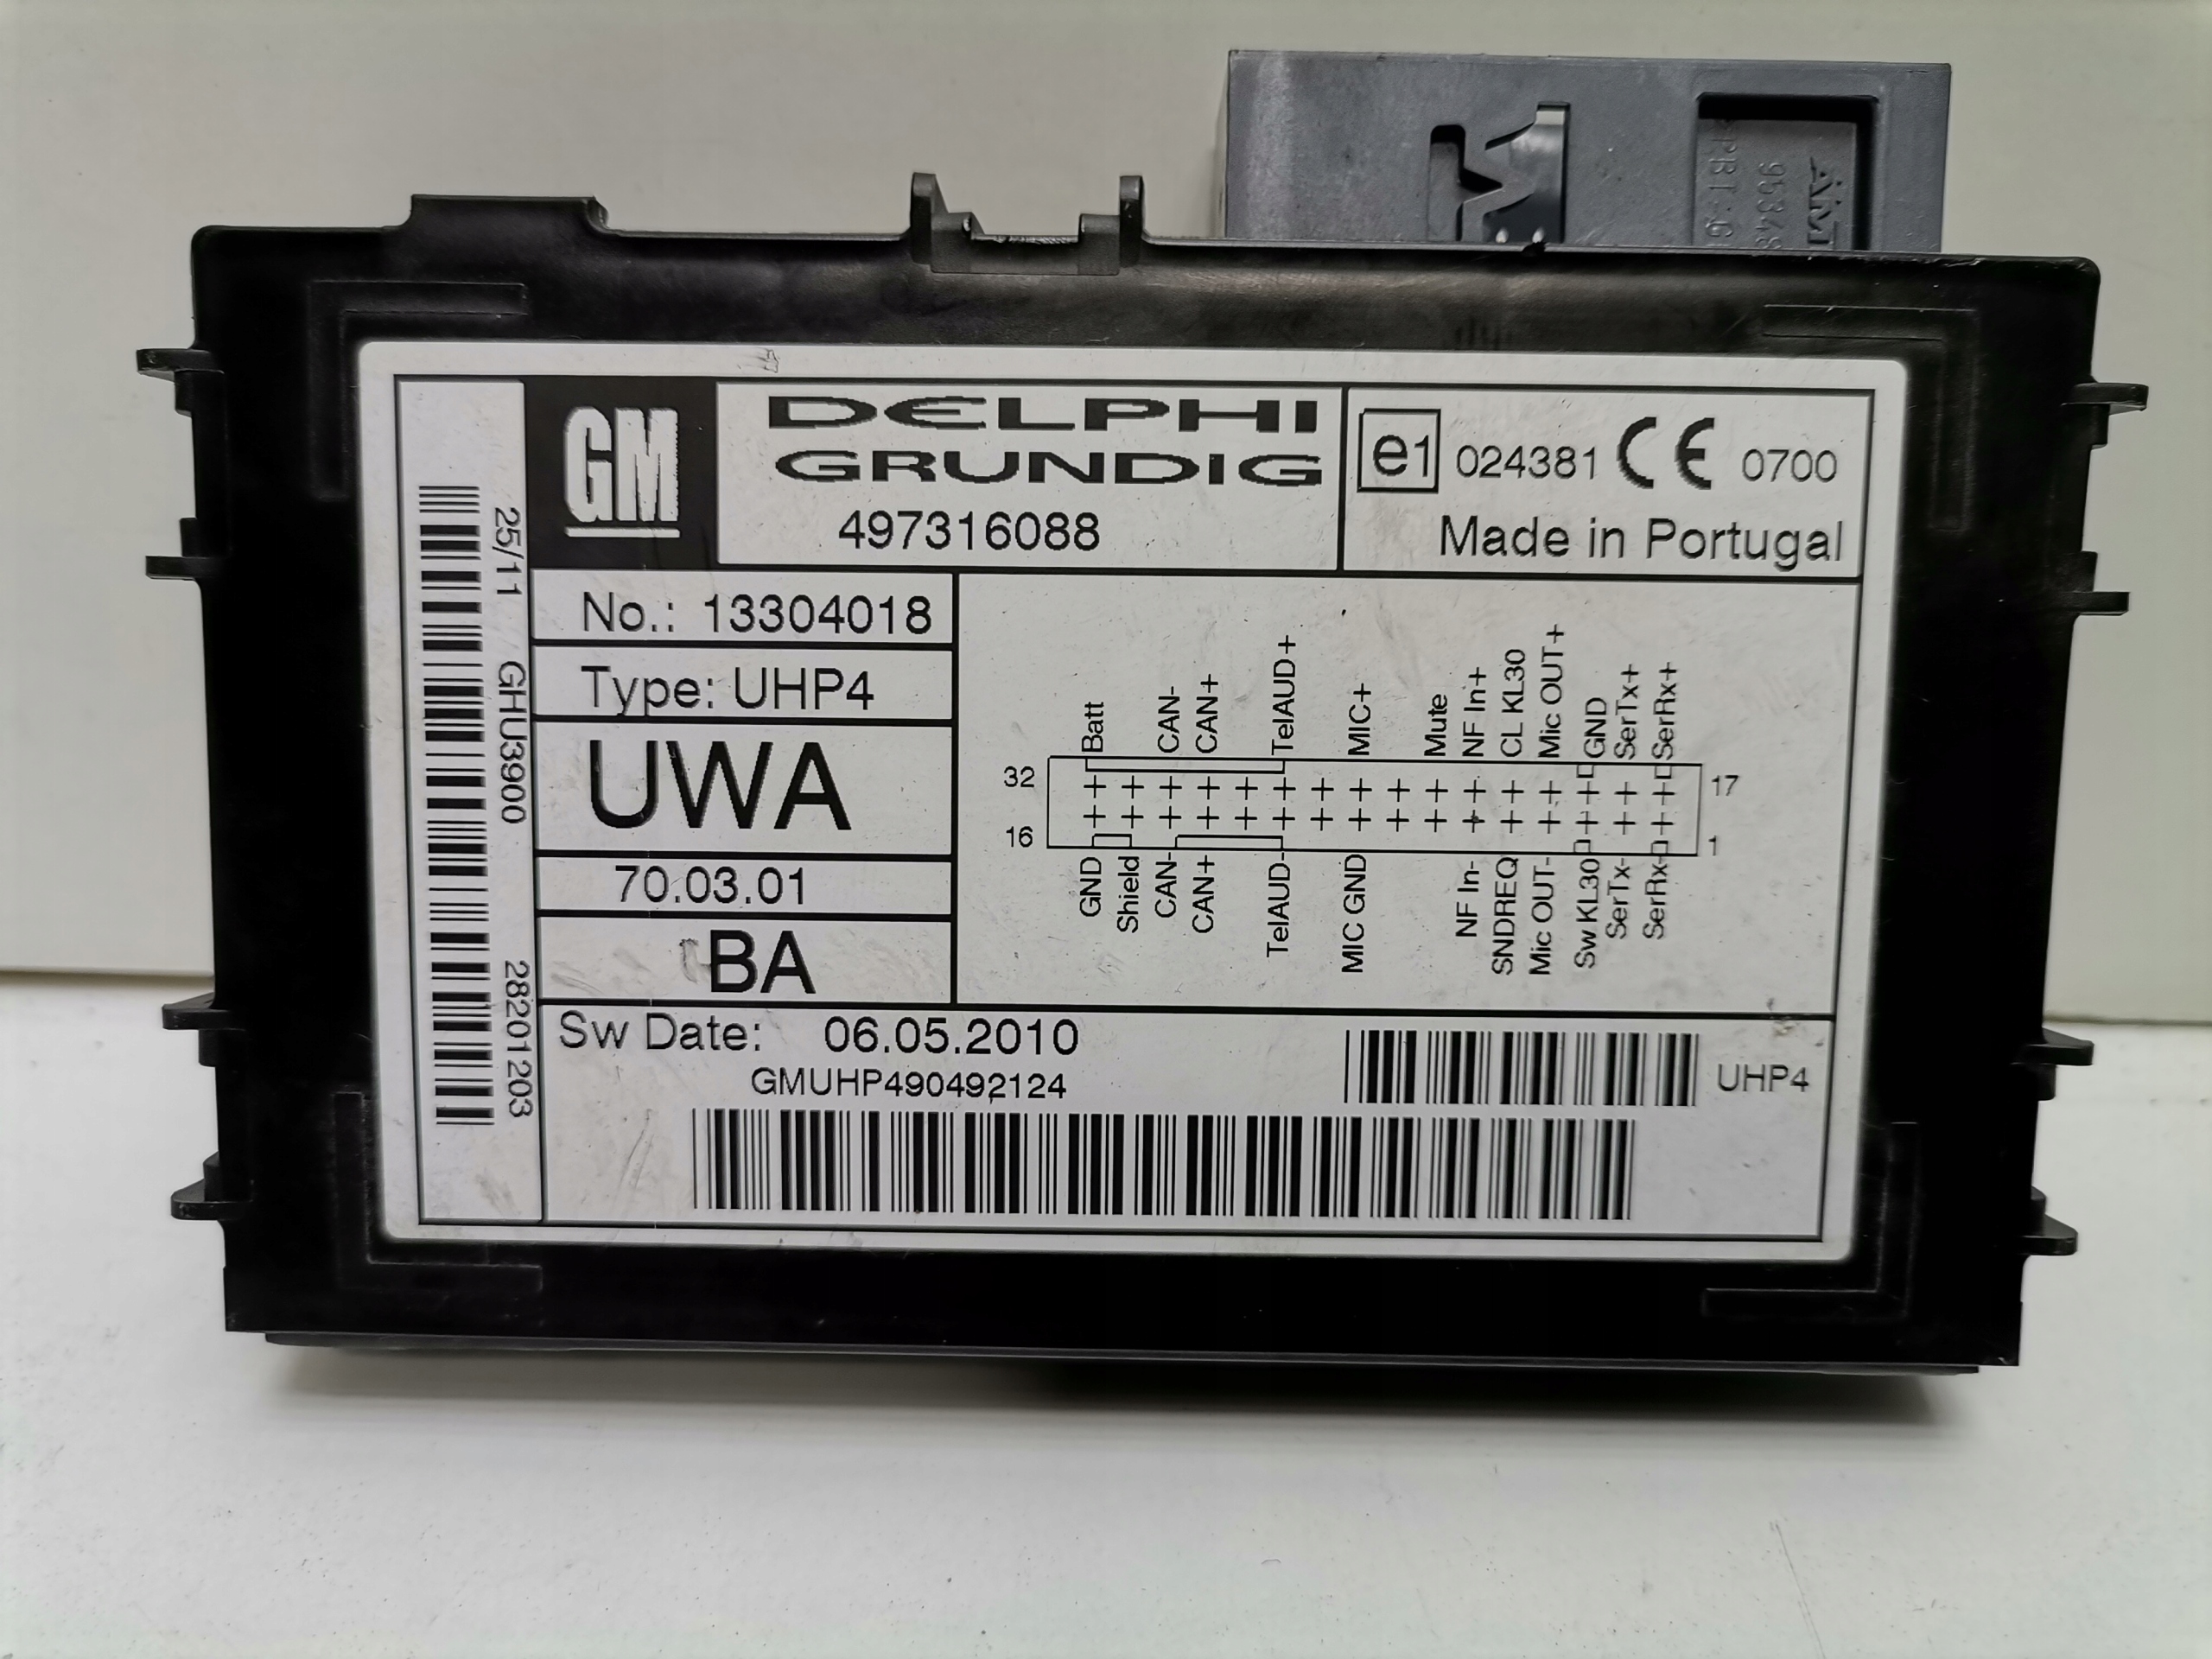 AMP
GM
DELPHI
GRUNDIG
497316088
e1 024381 CE 0700
Made in Portugal
25/11 GHU3900 28201203
No.: 13304018
Type: UHP4
UWA
70.03.01
BA
Batt CAN- CAN+ TelAUD+ MIC+ Mute NF In+ CL KL30 Mic OUT+ GND SerTx+ SerRx+
32 17
16 1
GND Shield CAN- CAN+ TelAUD- MIC GND NF In- SNDREQ Mic OUT- Sw KL30 SerTx- SerRx-
Sw Date: 06.05.2010
GMUHP490492124
UHP4